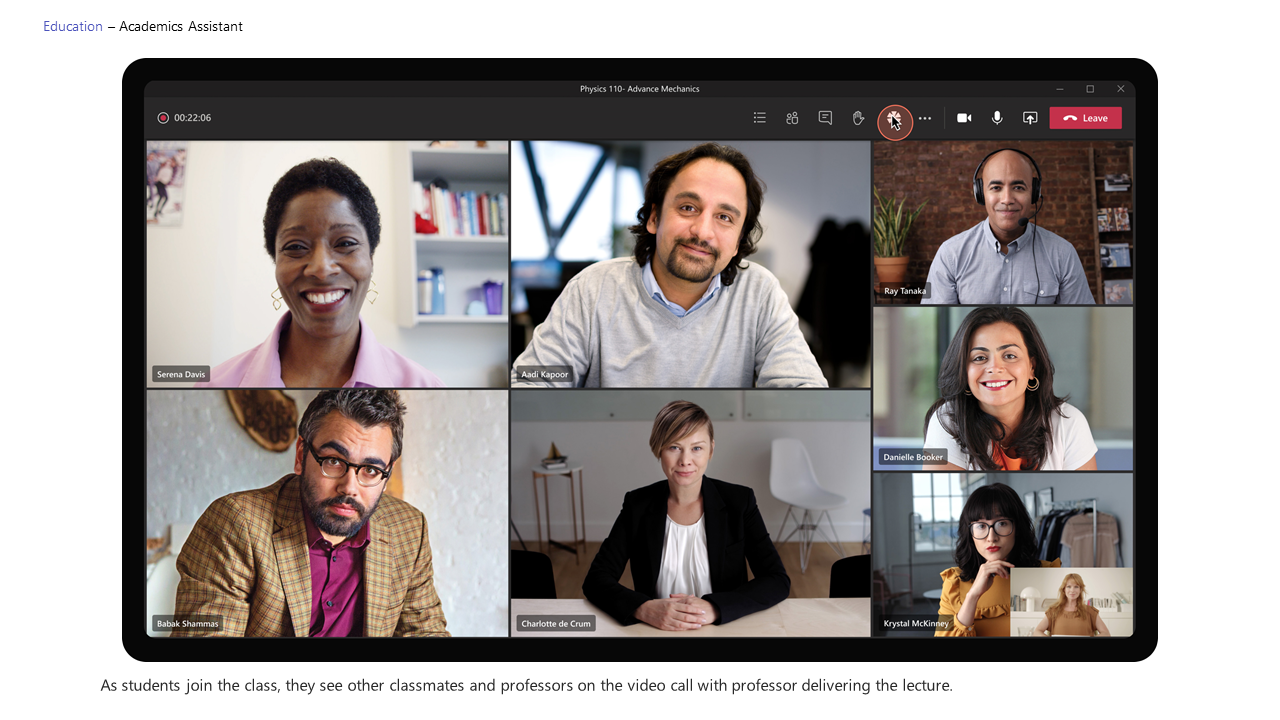 Education – Academics Assistant
Physics 110- Advance Mechanics
00:22:06
Leave
Serena Davis
Aadi Kapoor
Ray Tanaka
Danielle Booker
Babak Shammas
Charlotte de Crum
Krystal McKinney
As students join the class, they see other classmates and professors on the video call with professor delivering the lecture.